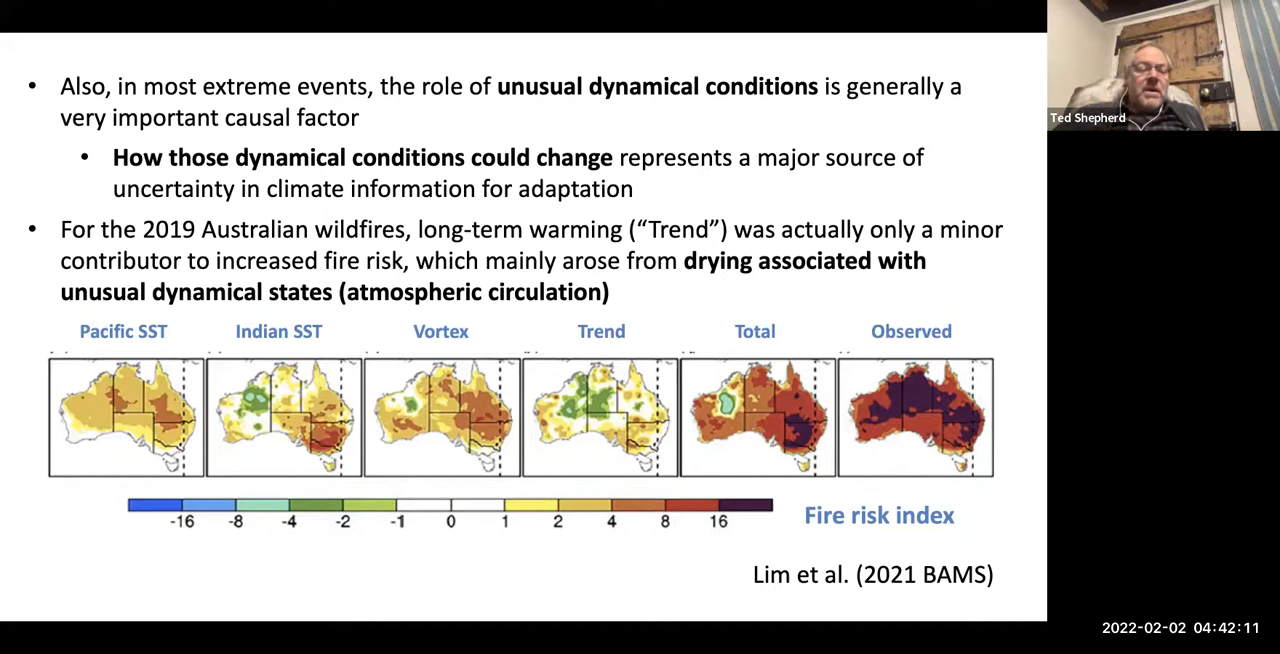 • Also, in most extreme events, the role of unusual dynamical conditions is generally a
very important causal factor
• How those dynamical conditions could change represents a major source of
uncertainty in climate information for adaptation
• For the 2019 Australian wildfires, long-term warming (“Trend”) was actually only a minor
contributor to increased fire risk, which mainly arose from drying associated with
unusual dynamical states (atmospheric circulation)
Pacific SST Indian SST Vortex Trend Total Observed
-16 -8 -4 -2 -1 0 1 2 4 8 16
Fire risk index
Lim et al. (2021 BAMS)
Ted Shepherd
2022-02-02 04:42:11